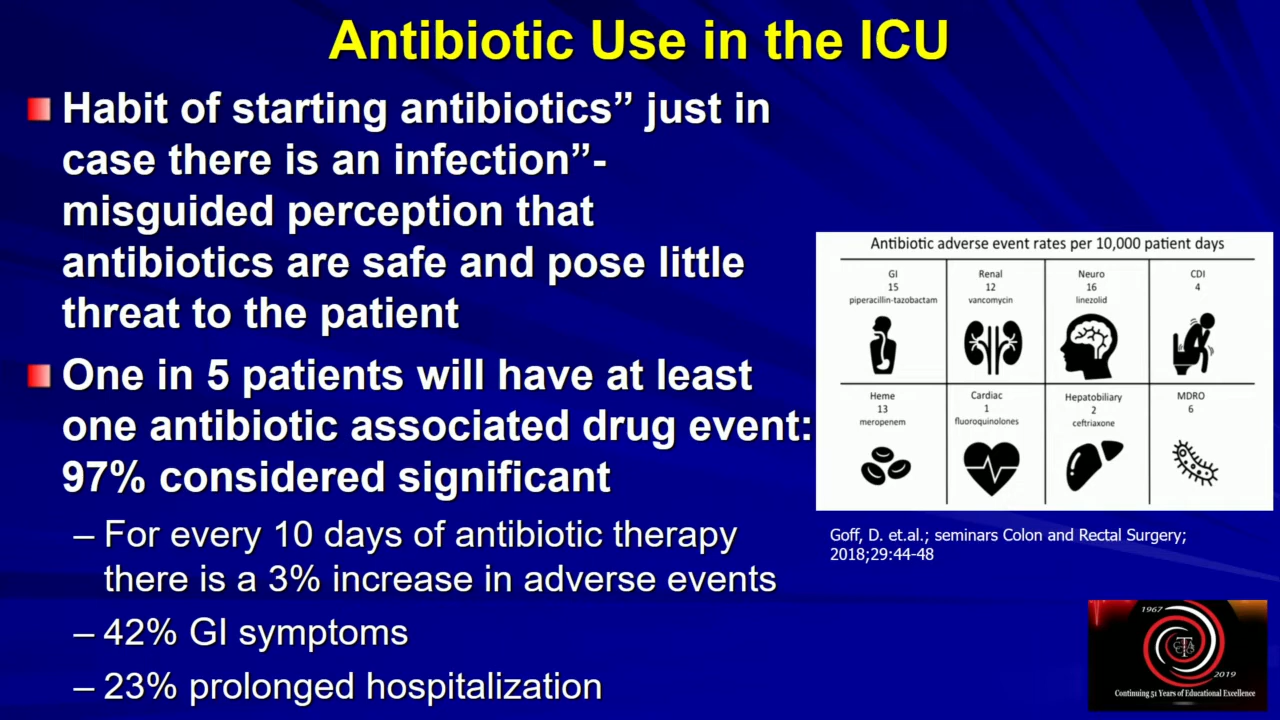 Antibiotic Use in the ICU
Habit of starting antibiotics” just in
case there is an infection”-
misguided perception that
antibiotics are safe and pose little
threat to the patient
One in 5 patients will have at least
one antibiotic associated drug event:
97% considered significant
– For every 10 days of antibiotic therapy
there is a 3% increase in adverse events
– 42% GI symptoms
– 23% prolonged hospitalization
Antibiotic adverse event rates per 10,000 patient days
GI
15
piperacillin-tazobactam
Renal
12
vancomycin
Neuro
16
linezolid
CDI
4
Heme
13
meropenem
Cardiac
1
fluoroquinolones
Hepatobiliary
2
ceftriaxone
MDRO
6
Goff, D. et.al.; seminars Colon and Rectal Surgery;
2018;29:44-48
1967
2019
Continuing 51 Years of Educational Excellence